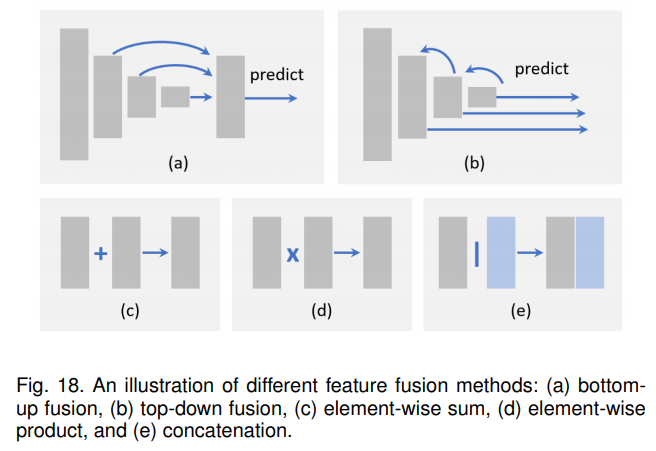 predict
predict
(a)
(b)
+
x
|
(c)
(d)
(e)
Fig. 18. An illustration of different feature fusion methods: (a) bottom-
up fusion, (b) top-down fusion, (c) element-wise sum, (d) element-wise
product, and (e) concatenation.